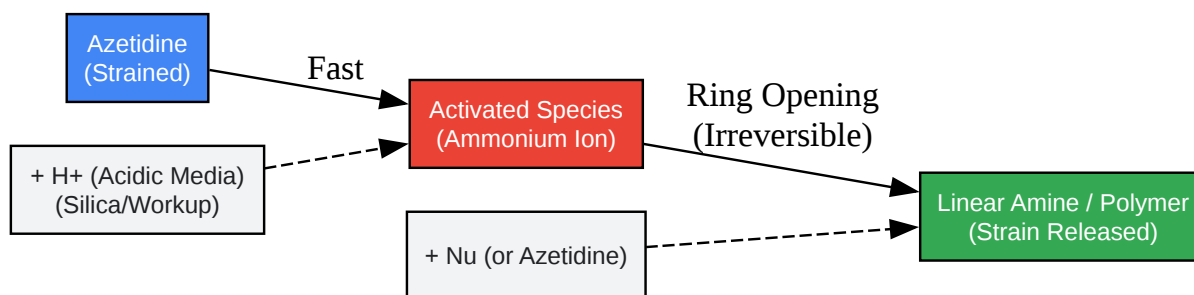 Azetidine
(Strained)
Fast
+ H+ (Acidic Media)
(Silica/Workup)
Activated Species
(Ammonium Ion)
Ring Opening
(Irreversible)
+ Nu (or Azetidine)
Linear Amine / Polymer
(Strain Released)